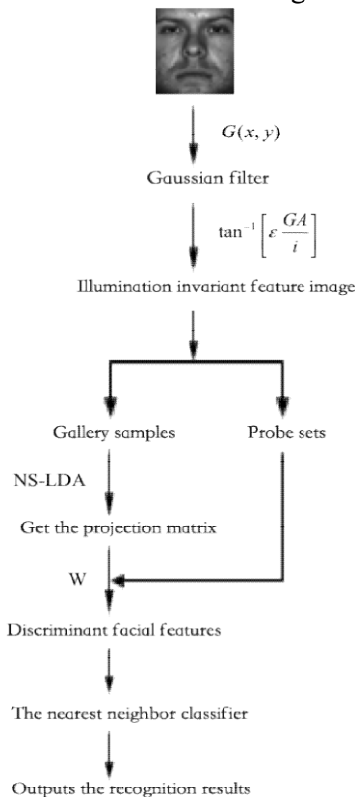 G(x, y)
Gaussian filter
tan⁻¹[ε GA/i]
Illumination invariant feature image
Gallery samples Probe sets
NS-LDA
Get the projection matrix
W
Discriminant facial features
The nearest neighbor classifier
Outputs the recognition results